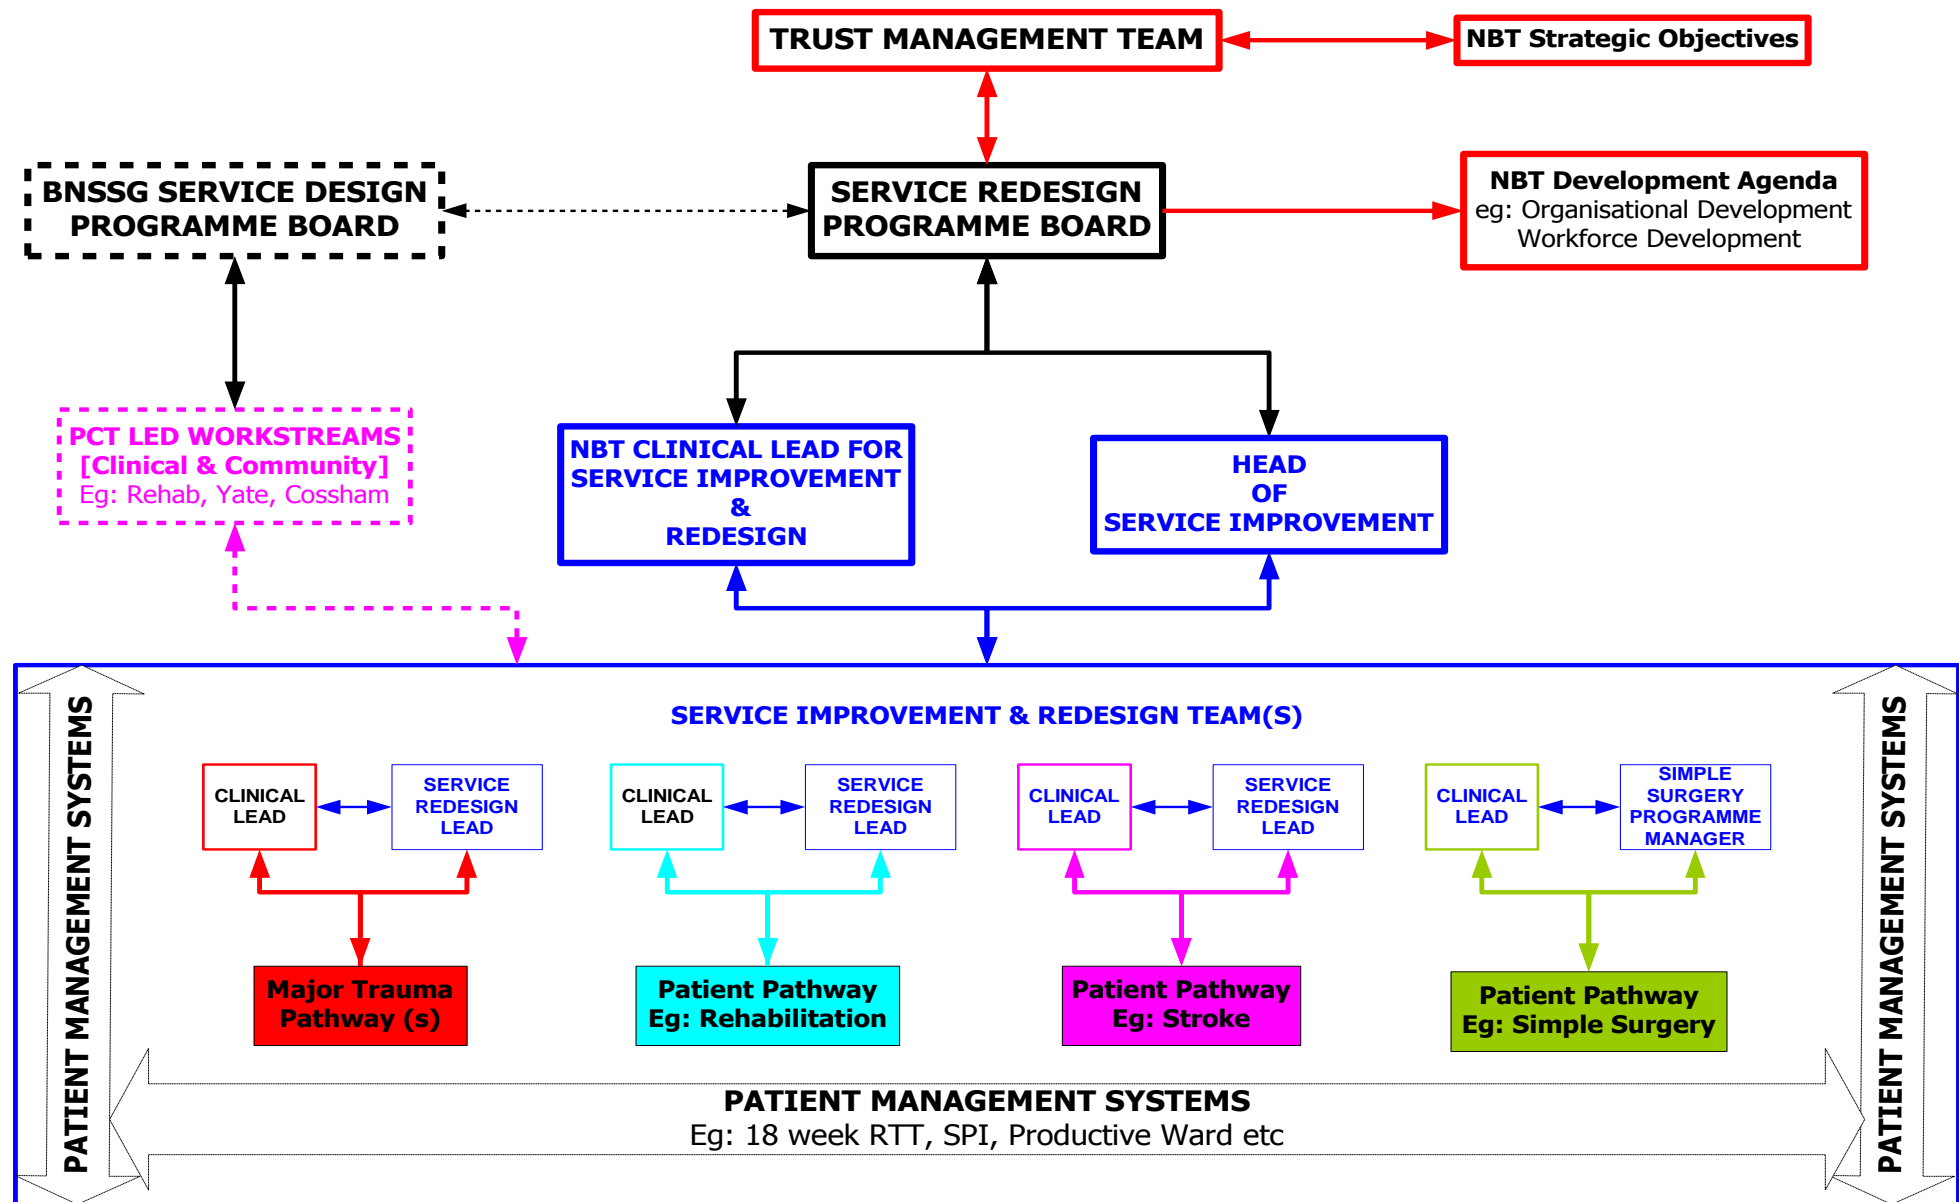 TRUST MANAGEMENT TEAM
NBT Strategic Objectives
BNSSG SERVICE DESIGN
PROGRAMME BOARD
SERVICE REDESIGN
PROGRAMME BOARD
NBT Development Agenda
eg: Organisational Development
Workforce Development
PCT LED WORKSTREAMS
[Clinical & Community]
Eg: Rehab, Yate, Cossham
NBT CLINICAL LEAD FOR
SERVICE IMPROVEMENT
&
REDESIGN
HEAD
OF
SERVICE IMPROVEMENT
PATIENT MANAGEMENT SYSTEMS
SERVICE IMPROVEMENT & REDESIGN TEAM(S)
PATIENT MANAGEMENT SYSTEMS
CLINICAL
LEAD
SERVICE
REDESIGN
LEAD
CLINICAL
LEAD
SERVICE
REDESIGN
LEAD
CLINICAL
LEAD
SERVICE
REDESIGN
LEAD
CLINICAL
LEAD
SIMPLE
SURGERY
PROGRAMME
MANAGER
Major Trauma
Pathway (s)
Patient Pathway
Eg: Rehabilitation
Patient Pathway
Eg: Stroke
Patient Pathway
Eg: Simple Surgery
PATIENT MANAGEMENT SYSTEMS
Eg: 18 week RTT, SPI, Productive Ward etc